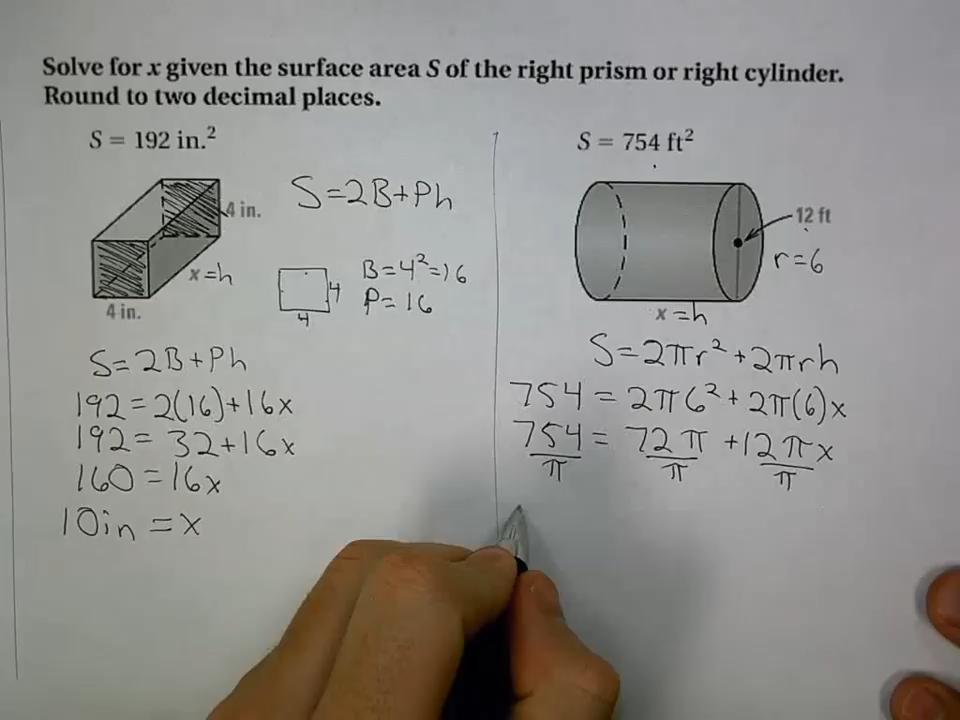 Solve for x given the surface area S of the right prism or right cylinder.
Round to two decimal places.
S = 192 in.²
S=2B+Ph
4 in.
x =h
4 in.
4
4
B=4²=16
P=16
S=2B+Ph
192=2(16)+16x
192= 32+16x
160=16x
10in =x
S = 754 ft²
12 ft
r=6
x =h
S=2πr²+2πrh
754=2π6²+2π(6)x
754/π = 72π/π + 12πx/π